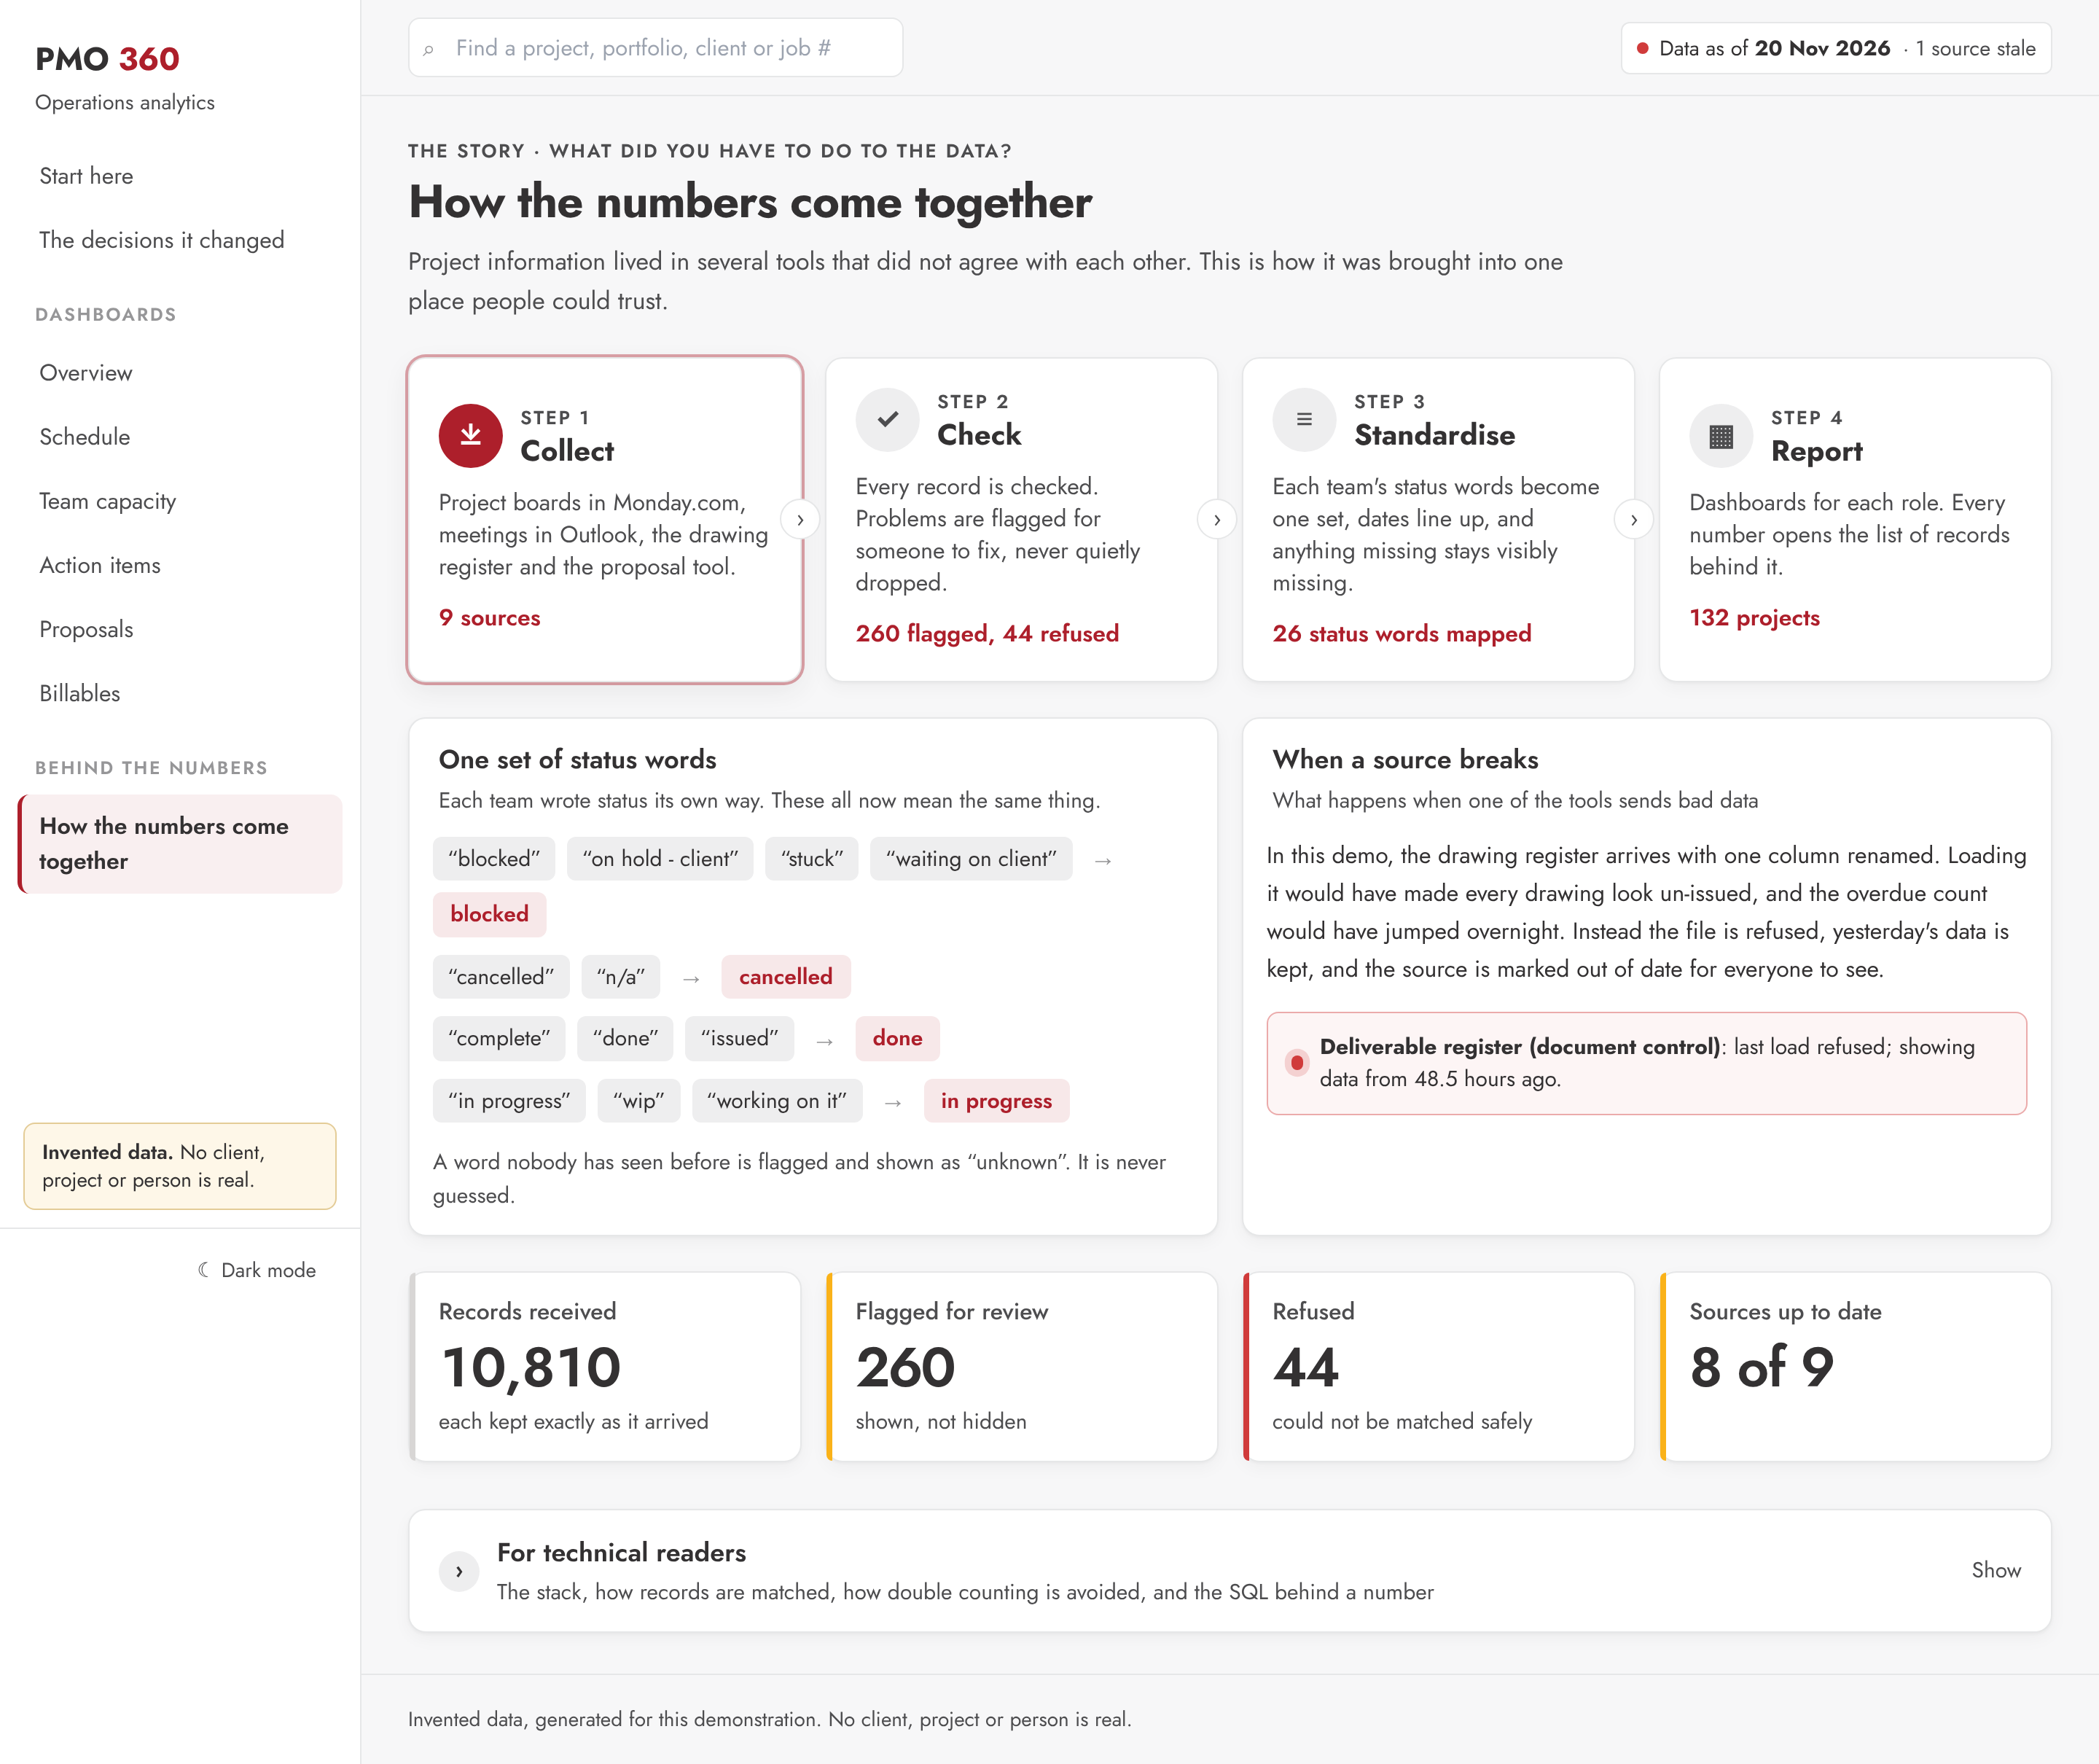 PMO 360
Operations analytics
Start here
The decisions it changed
DASHBOARDS
Overview
Schedule
Team capacity
Action items
Proposals
Billables
BEHIND THE NUMBERS
How the numbers come
together
Invented data. No client,
project or person is real.
☾ Dark mode
Find a project, portfolio, client or job #
Data as of 20 Nov 2026 · 1 source stale
THE STORY · WHAT DID YOU HAVE TO DO TO THE DATA?
How the numbers come together
Project information lived in several tools that did not agree with each other. This is how it was brought into one
place people could trust.
STEP 1
Collect
Project boards in Monday.com,
meetings in Outlook, the drawing
register and the proposal tool.
9 sources
STEP 2
Check
Every record is checked.
Problems are flagged for
someone to fix, never quietly
dropped.
260 flagged, 44 refused
STEP 3
Standardise
Each team's status words become
one set, dates line up, and
anything missing stays visibly
missing.
26 status words mapped
STEP 4
Report
Dashboards for each role. Every
number opens the list of records
behind it.
132 projects
One set of status words
Each team wrote status its own way. These all now mean the same thing.
“blocked” “on hold - client” “stuck” “waiting on client” →
blocked
“cancelled” “n/a” → cancelled
“complete” “done” “issued” → done
“in progress” “wip” “working on it” → in progress
A word nobody has seen before is flagged and shown as “unknown”. It is never
guessed.
When a source breaks
What happens when one of the tools sends bad data
In this demo, the drawing register arrives with one column renamed. Loading
it would have made every drawing look un-issued, and the overdue count
would have jumped overnight. Instead the file is refused, yesterday's data is
kept, and the source is marked out of date for everyone to see.
Deliverable register (document control): last load refused; showing
data from 48.5 hours ago.
Records received
10,810
each kept exactly as it arrived
Flagged for review
260
shown, not hidden
Refused
44
could not be matched safely
Sources up to date
8 of 9
For technical readers
The stack, how records are matched, how double counting is avoided, and the SQL behind a number
Show
Invented data, generated for this demonstration. No client, project or person is real.